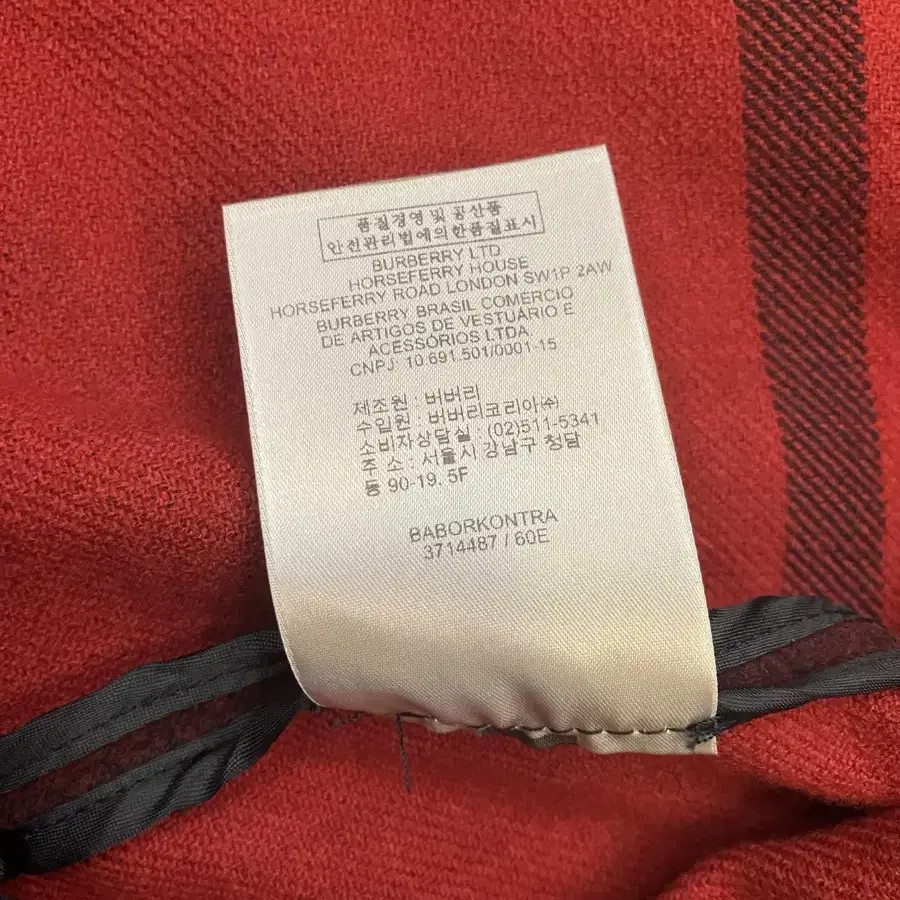 품질경영 및 공산품
안전관리법에의한품질표시
BURBERRY LTD
HORSEFERRY HOUSE
HORSEFERRY ROAD LONDON SW1P 2AW
BURBERRY BRASIL COMERCIO
DE ARTIGOS DE VESTUÁRIO E
ACESSÓRIOS LTDA
CNPJ: 10.691.501/0001-15
제조원 : 버버리
수입원 : 버버리코리아㈜
소비자상담실 : (02)511-5341
주 소 : 서울시 강남구 청담
동 90-19. 5F
BABORKONTRA
3714487 / 60E